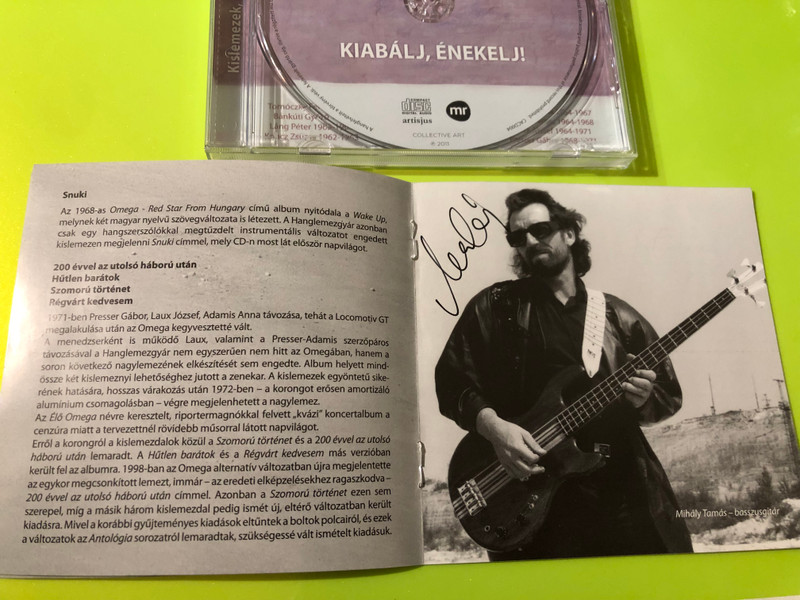 Kislemezek,
KIABÁLJ, ÉNEKELJ!
COMPACT
disc
DIGITAL AUDIO
artisjus
mr
COLLECTIVE ART
℗ 2013
Láng Péter
1964-1968
1964-1971
Snuki
Az 1968-as Omega - Red Star From Hungary című album nyitódala a Wake Up,
melynek két magyar nyelvű szövegváltozata is létezett. A Hanglemezgyár azonban
csak egy hangszerszólókkal megtűzdelt instrumentális változatot engedett
kislemezen megjelenni Snuki címmel, mely CD-n most lát először napvilágot.
200 évvel az utolsó háború után
Hűtlen barátok
Szomorú történet
Régvárt kedvesem
1971-ben Presser Gábor, Laux József, Adamis Anna távozása, tehát a Locomotiv GT
megalakulása után az Omega kegyvesztetté vált.
A menedzserként is működő Laux, valamint a Presser-Adamis szerzőpáros
távozásával a Hanglemezgyár nem egyszerűen nem hitt az Omegában, hanem a
soron következő nagylemezének elkészítését sem engedte. Album helyett mind-
össze két kislemeznyi lehetőséghez jutott a zenekar. A kislemezek egyöntetű sike-
rének hatására, hosszas várakozás után 1972-ben – a korongot erősen amortizáló
alumínium csomagolásban – végre megjelenhetett a nagylemez.
Az Élő Omega névre keresztelt, riportermagnókkal felvett „kvázi” koncertalbum a
cenzúra miatt a tervezettnél rövidebb műsorral látott napvilágot.
Erről a korongról a kislemezdalok közül a Szomorú történet és a 200 évvel az utolsó
háború után lemaradt. A Hűtlen barátok és a Régvárt kedvesem más verzióban
került fel az albumra. 1998-ban az Omega alternatív változatban újra megjelentette
az egykor megcsonkított lemezt, immár – az eredeti elképzelésekhez ragaszkodva –
200 évvel az utolsó háború után címmel. Azonban a Szomorú történet ezen sem
szerepel, míg a másik három kislemezdal pedig ismét új, eltérő változatban került
kiadásra. Mivel a korábbi gyűjteményes kiadások eltűntek a boltok polcairól, és ezek
a változatok az Antológia sorozatról lemaradtak, szükségessé vált ismételt kiadásuk.
Mihály Tamás – basszusgitár